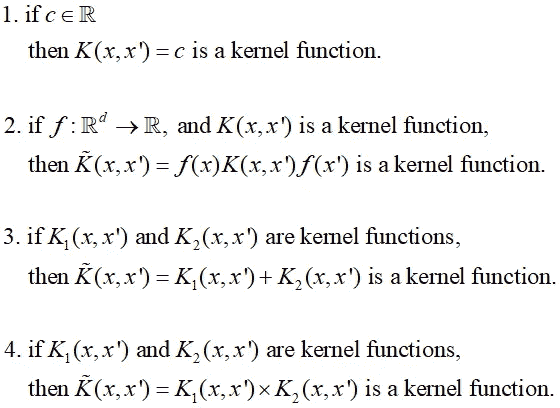 1. if c ∈ ℝ
then K(x,x') = c is a kernel function.
2. if f : ℝᵈ → ℝ, and K(x,x') is a kernel function,
then K̃(x,x') = f(x)K(x,x')f(x') is a kernel function.
3. if K₁(x,x') and K₂(x,x') are kernel functions,
then K̃(x,x') = K₁(x,x') + K₂(x,x') is a kernel function.
4. if K₁(x,x') and K₂(x,x') are kernel functions,
then K̃(x,x') = K₁(x,x') × K₂(x,x') is a kernel function.